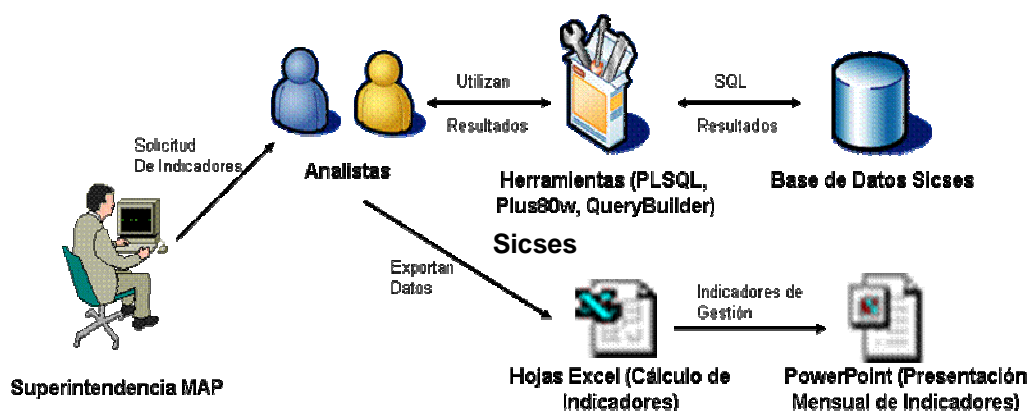 Solicitud
De Indicadores
Analistas
Utilizan
Resultados
Herramientas (PLSQL,
Plus80w, QueryBuilder)
SQL
Resultados
Base de Datos Sicses
Sicses
Exportan
Datos
Superintendencia MAP
Hojas Excel (Cálculo de
Indicadores)
Indicadores de
Gestión
PowerPoint (Presentación
Mensual de Indicadores)